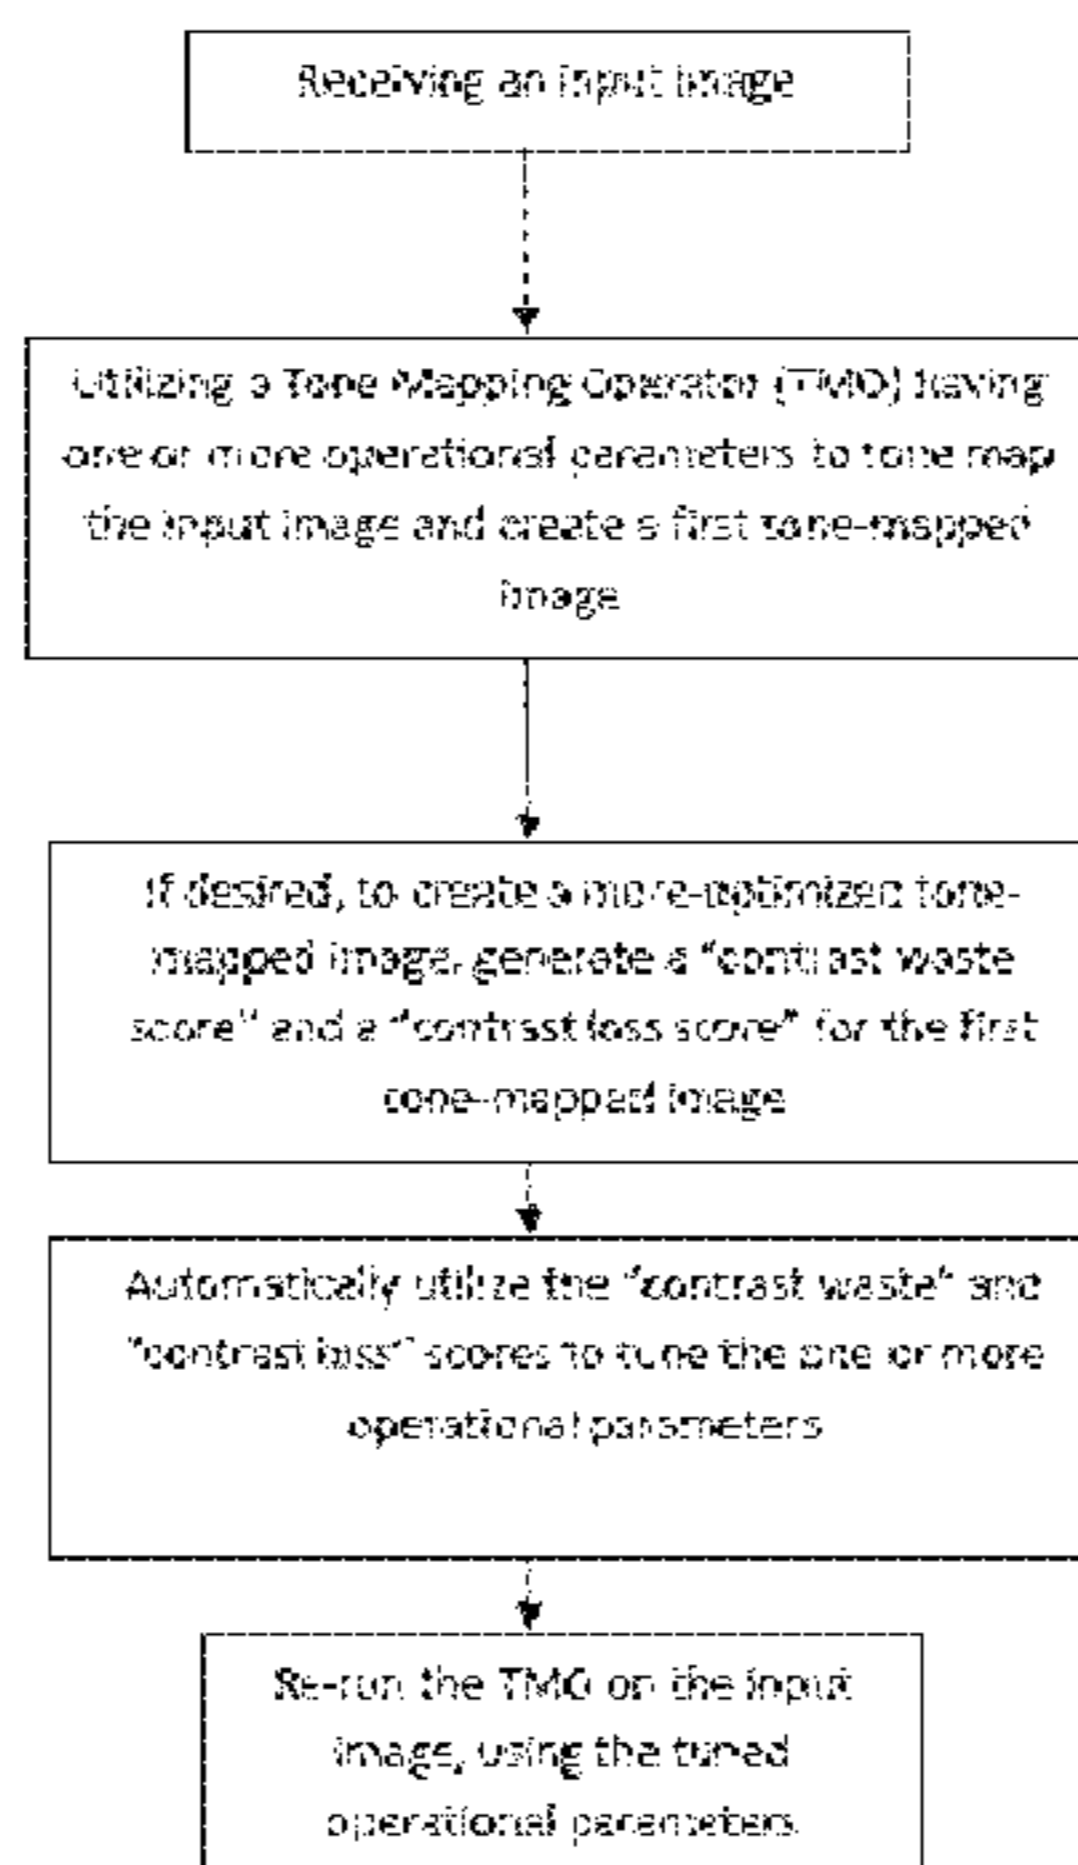 Receiving an input image
Utilizing a Tone Mapping Operator (TMO) having
one or more operational parameters to tone map
the input image and create a first tone-mapped
image
If desired, to create a more-optimized tone-
mapped image, generate a "contrast waste
score" and a "contrast loss score" for the first
tone-mapped image
Automatically utilize the "contrast waste" and
"contrast loss" scores to tune the one or more
operational parameters
Re-run the TMO on the input
image, using the tuned
operational parameters